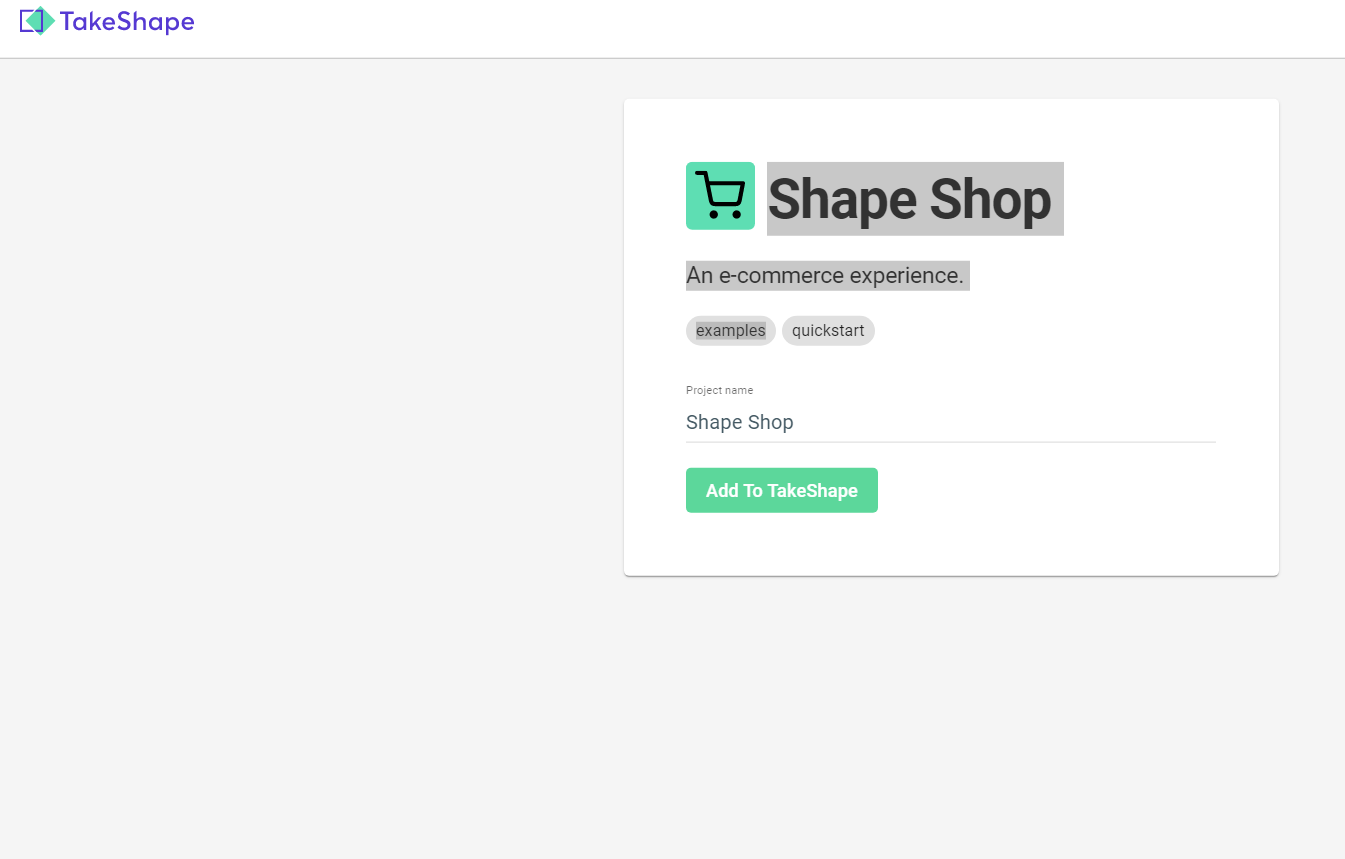 TakeShape
Shape Shop
An e-commerce experience.
examples quickstart
Project name
Shape Shop
Add To TakeShape